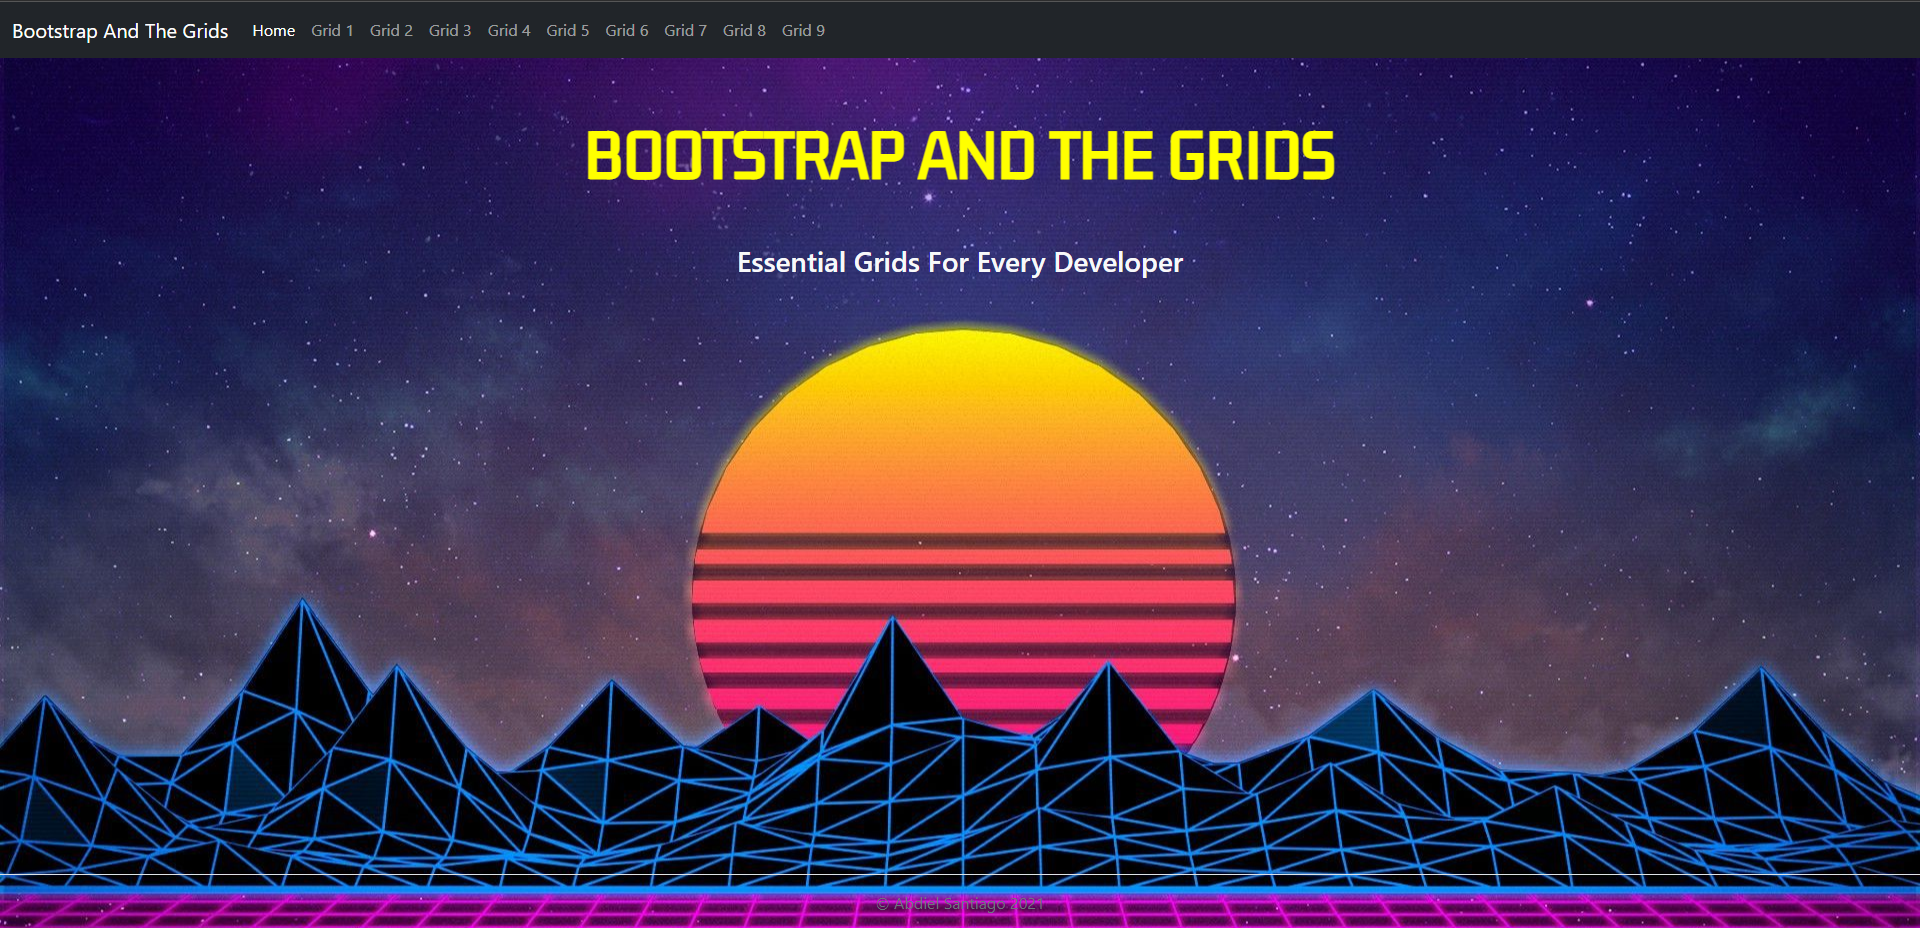 Bootstrap And The Grids Home Grid 1 Grid 2 Grid 3 Grid 4 Grid 5 Grid 6 Grid 7 Grid 8 Grid 9
BOOTSTRAP AND THE GRIDS
Essential Grids For Every Developer
© Abdiel Santiago 2021